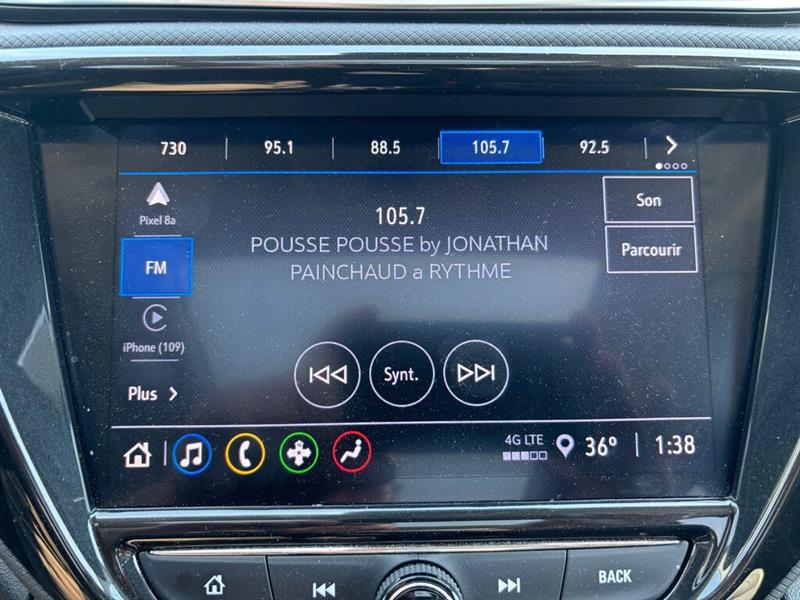 730 95.1 88.5 105.7 92.5
Pixel 8a
Son
105.7
POUSSE POUSSE by JONATHAN
PAINCHAUD a RYTHME
Parcourir
FM
iPhone (109)
Synt.
Plus
4G LTE
36° 1:38
BACK